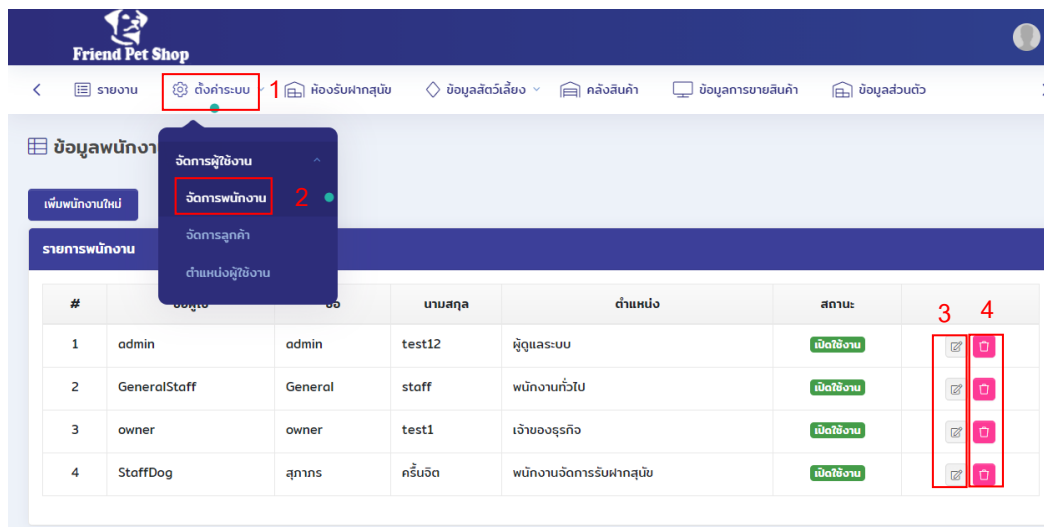 Friend Pet Shop
รายงาน ตั้งค่าระบบ 1 ห้องรับฝากสุนัข ข้อมูลสัตว์เลี้ยง คลังสินค้า ข้อมูลการขายสินค้า ข้อมูลส่วนตัว
จัดการผู้ใช้งาน
จัดการพนักงาน 2
จัดการลูกค้า
ตำแหน่งผู้ใช้งาน
เพิ่มพนักงานใหม่
รายการพนักงาน
# นามสกุล ตำแหน่ง สถานะ 3 4
1 admin admin test12 ผู้ดูแลระบบ เปิดใช้งาน
2 GeneralStaff General staff พนักงานทั่วไป เปิดใช้งาน
3 owner owner test1 เจ้าของธุรกิจ เปิดใช้งาน
4 StaffDog สุภาภร ครื้นจิต พนักงานจัดการรับฝากสุนัข เปิดใช้งาน